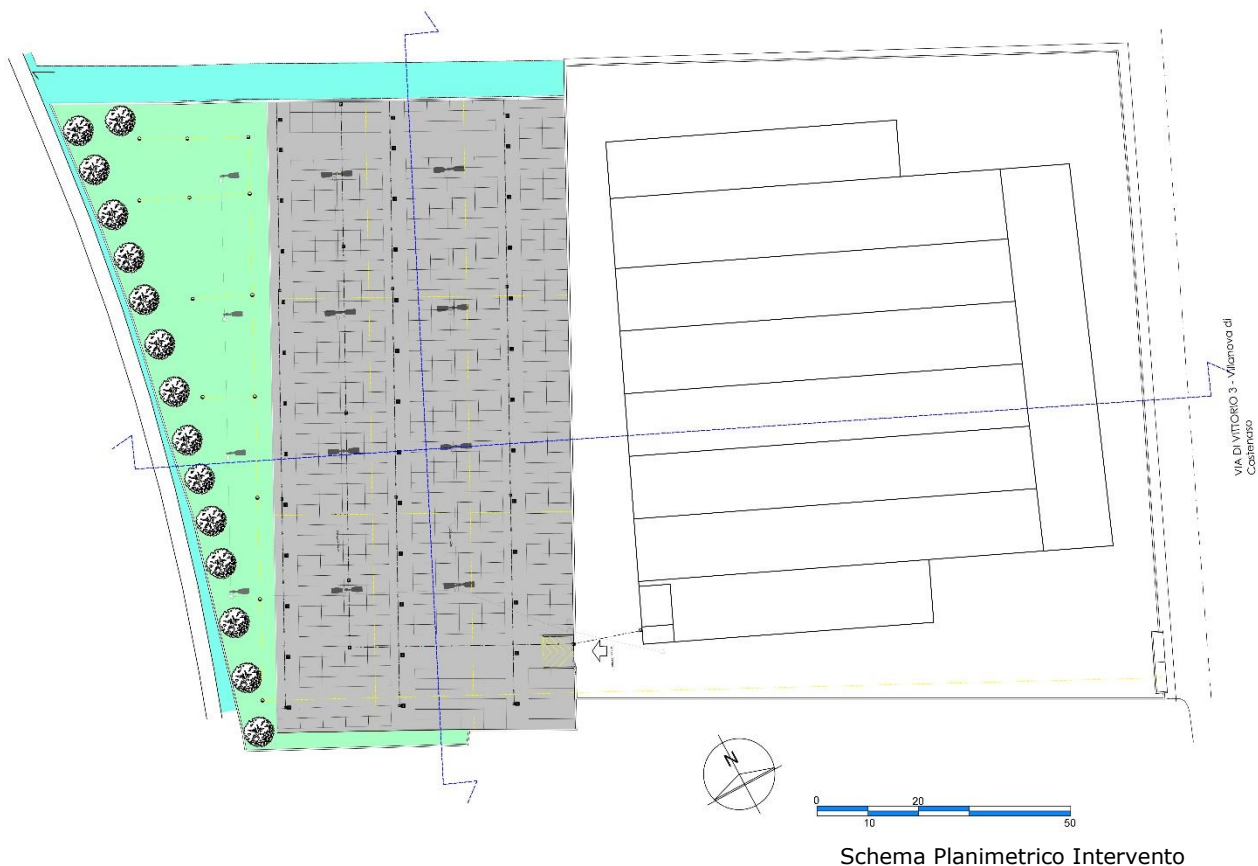 VIA DI VITTORIO 3 - Villanova di
Castenaso
N
0 20
10 50
Schema Planimetrico Intervento